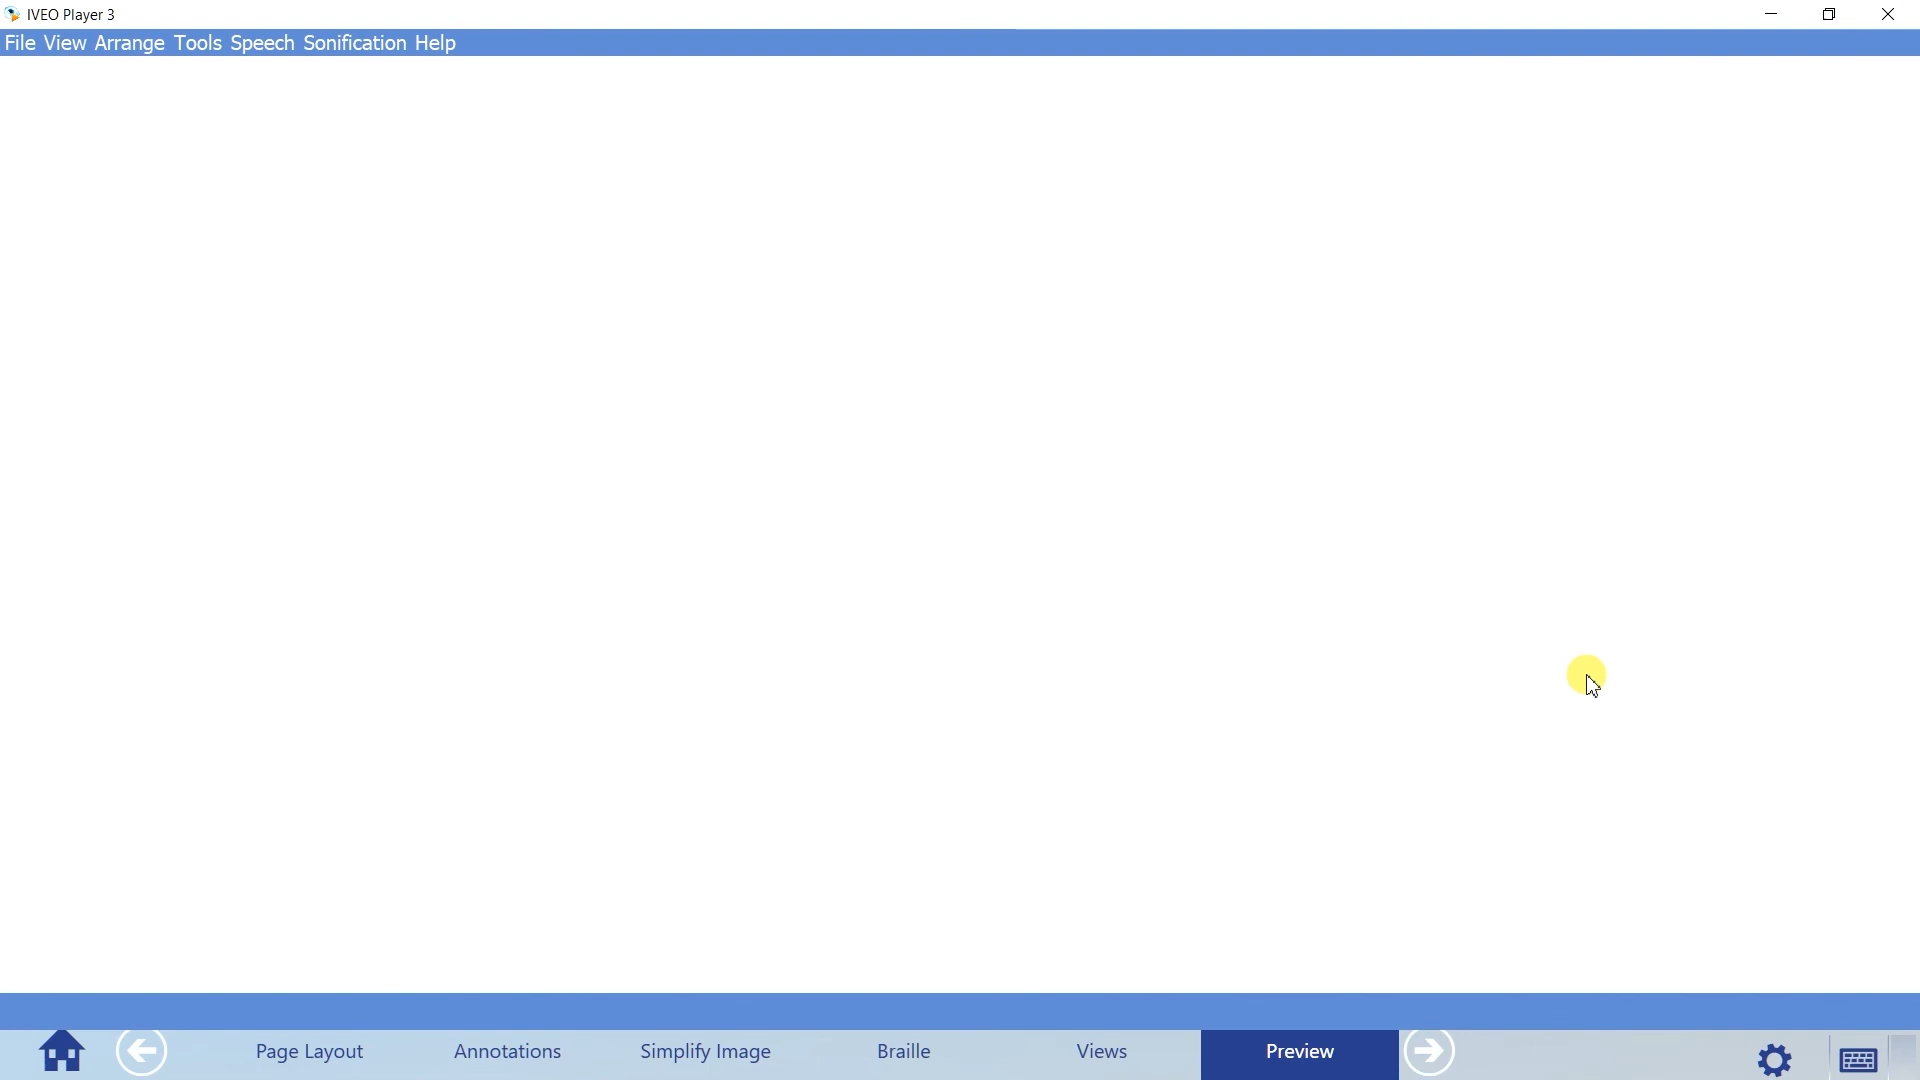 IVEO Player 3
File View Arrange Tools Speech Sonification Help
Page Layout Annotations Simplify Image Braille Views Preview